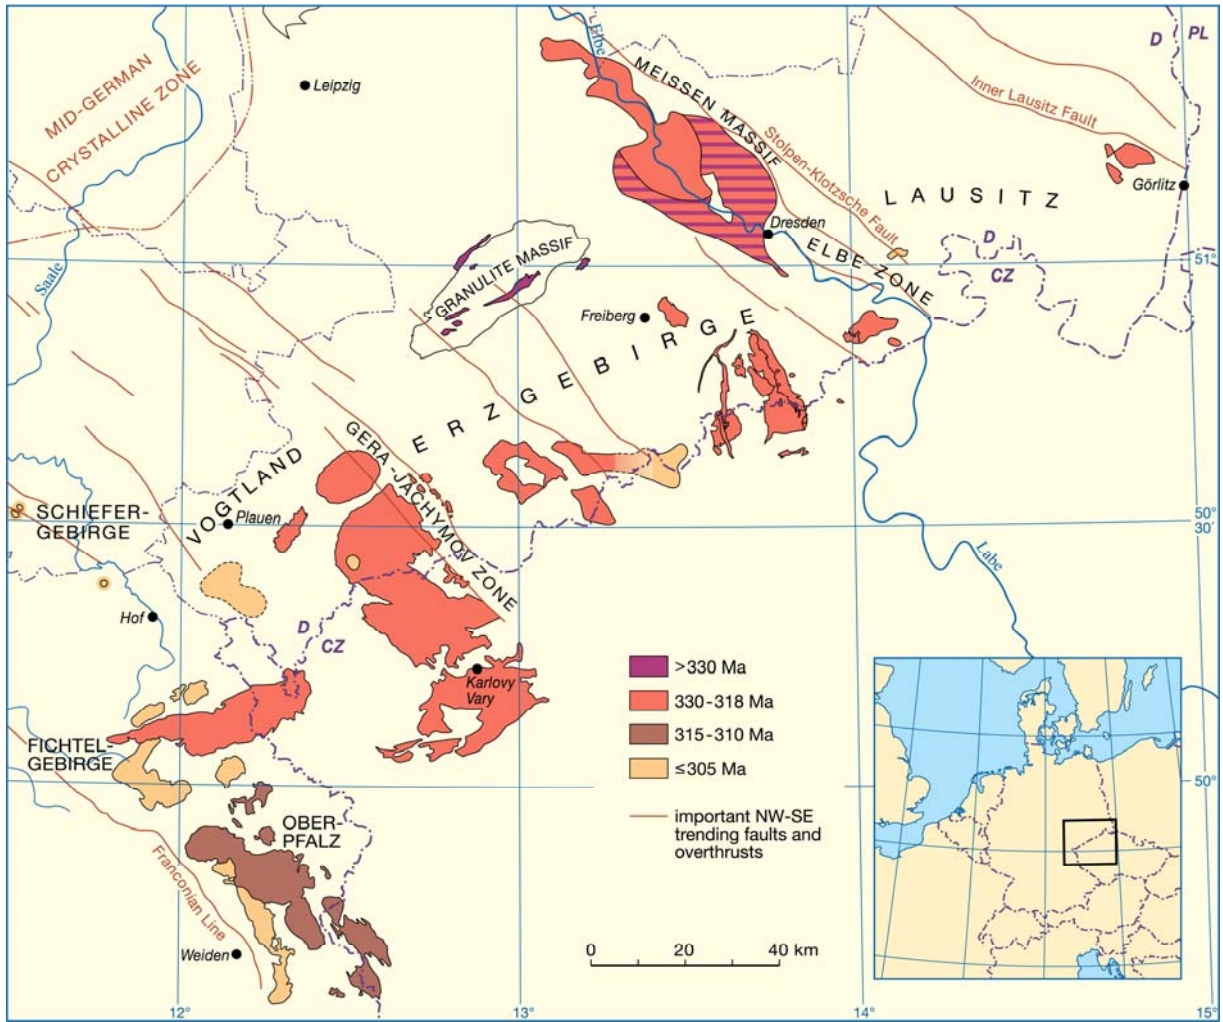 MID-GERMAN
CRYSTALLINE ZONE
Leipzig
Elbe
MEISSEN MASSIF
Stolpen-Klotzsche Fault
Inner Lausitz Fault
D
PL
Görlitz
LAUSITZ
Dresden
ELBE ZONE
D
CZ
51°
Saale
GRANULITE MASSIF
Freiberg
ERZGEBIRGE
GERA-JÁCHYMOV ZONE
VOGTLAND
Plauen
SCHIEFER-
GEBIRGE
50°
30'
Labe
Hof
D
CZ
Karlovy
Vary
FICHTEL-
GEBIRGE
50°
OBER-
PFALZ
Franconian Line
Weiden
>330 Ma
330-318 Ma
315-310 Ma
≤305 Ma
important NW-SE
trending faults and
overthrusts
0 20 40 km
12° 13° 14° 15°